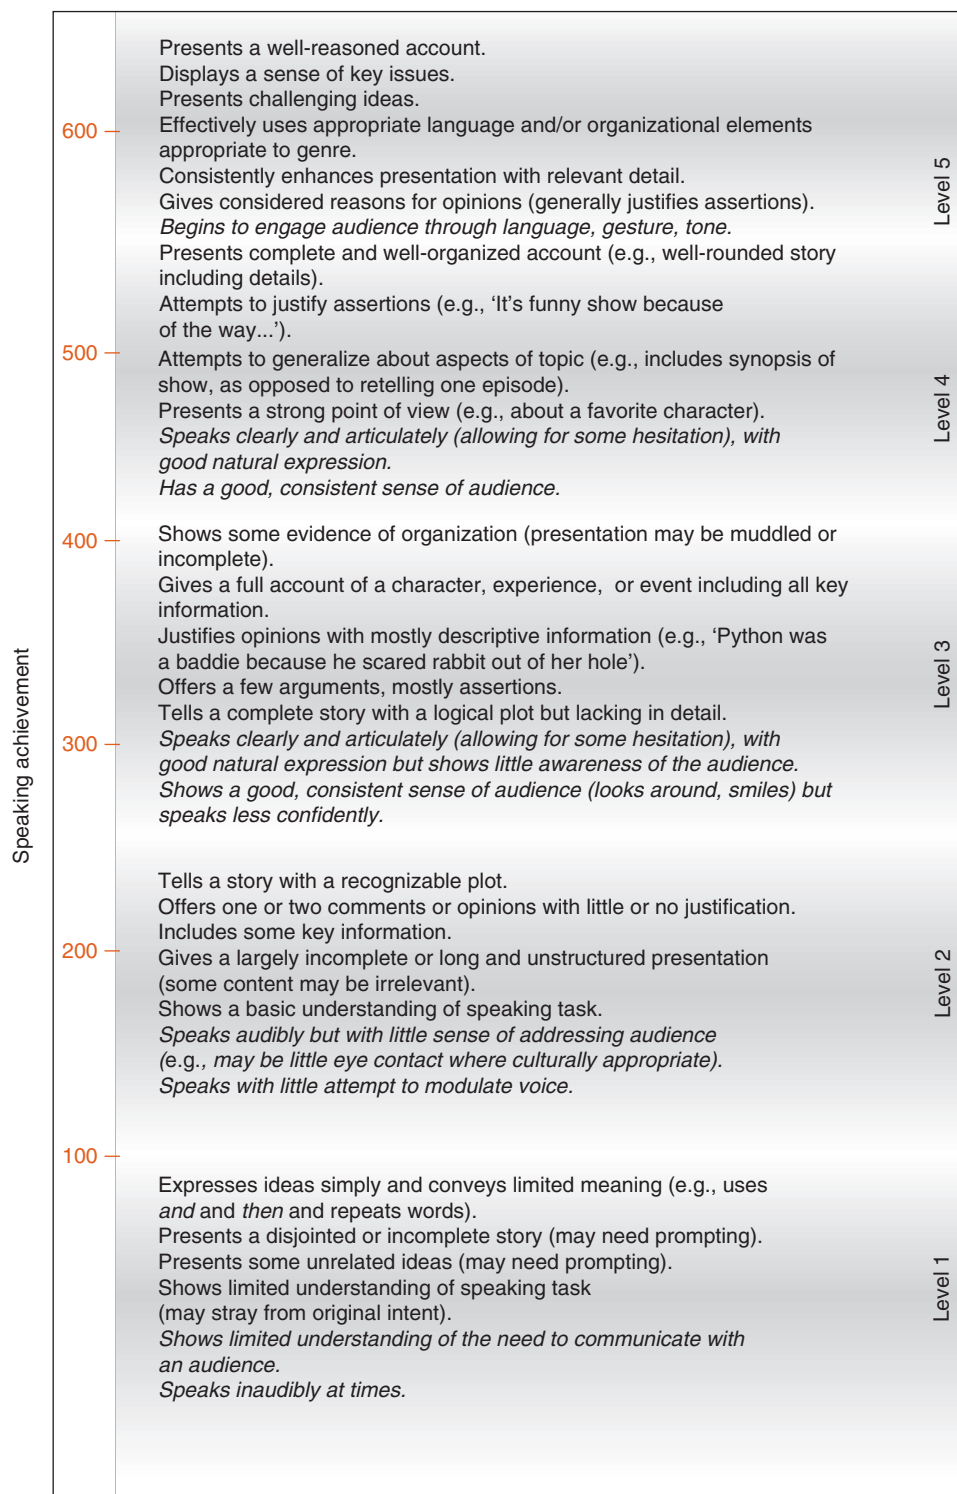 Presents a well-reasoned account.
Displays a sense of key issues.
Presents challenging ideas.
600
Effectively uses appropriate language and/or organizational elements
appropriate to genre.
Consistently enhances presentation with relevant detail.
Gives considered reasons for opinions (generally justifies assertions).
Begins to engage audience through language, gesture, tone.
Level 5
Presents complete and well-organized account (e.g., well-rounded story
including details).
Attempts to justify assertions (e.g., ‘It’s funny show because
of the way...’).
500
Attempts to generalize about aspects of topic (e.g., includes synopsis of
show, as opposed to retelling one episode).
Presents a strong point of view (e.g., about a favorite character).
Speaks clearly and articulately (allowing for some hesitation), with
good natural expression.
Has a good, consistent sense of audience.
Level 4
400
Shows some evidence of organization (presentation may be muddled or
incomplete).
Gives a full account of a character, experience, or event including all key
information.
Justifies opinions with mostly descriptive information (e.g., ‘Python was
a baddie because he scared rabbit out of her hole’).
Offers a few arguments, mostly assertions.
Tells a complete story with a logical plot but lacking in detail.
300
Speaks clearly and articulately (allowing for some hesitation), with
good natural expression but shows little awareness of the audience.
Shows a good, consistent sense of audience (looks around, smiles) but
speaks less confidently.
Level 3
Speaking achievement
Tells a story with a recognizable plot.
Offers one or two comments or opinions with little or no justification.
Includes some key information.
200
Gives a largely incomplete or long and unstructured presentation
(some content may be irrelevant).
Shows a basic understanding of speaking task.
Speaks audibly but with little sense of addressing audience
(e.g., may be little eye contact where culturally appropriate).
Speaks with little attempt to modulate voice.
Level 2
100
Expresses ideas simply and conveys limited meaning (e.g., uses
and and then and repeats words).
Presents a disjointed or incomplete story (may need prompting).
Presents some unrelated ideas (may need prompting).
Shows limited understanding of speaking task
(may stray from original intent).
Shows limited understanding of the need to communicate with
an audience.
Speaks inaudibly at times.
Level 1